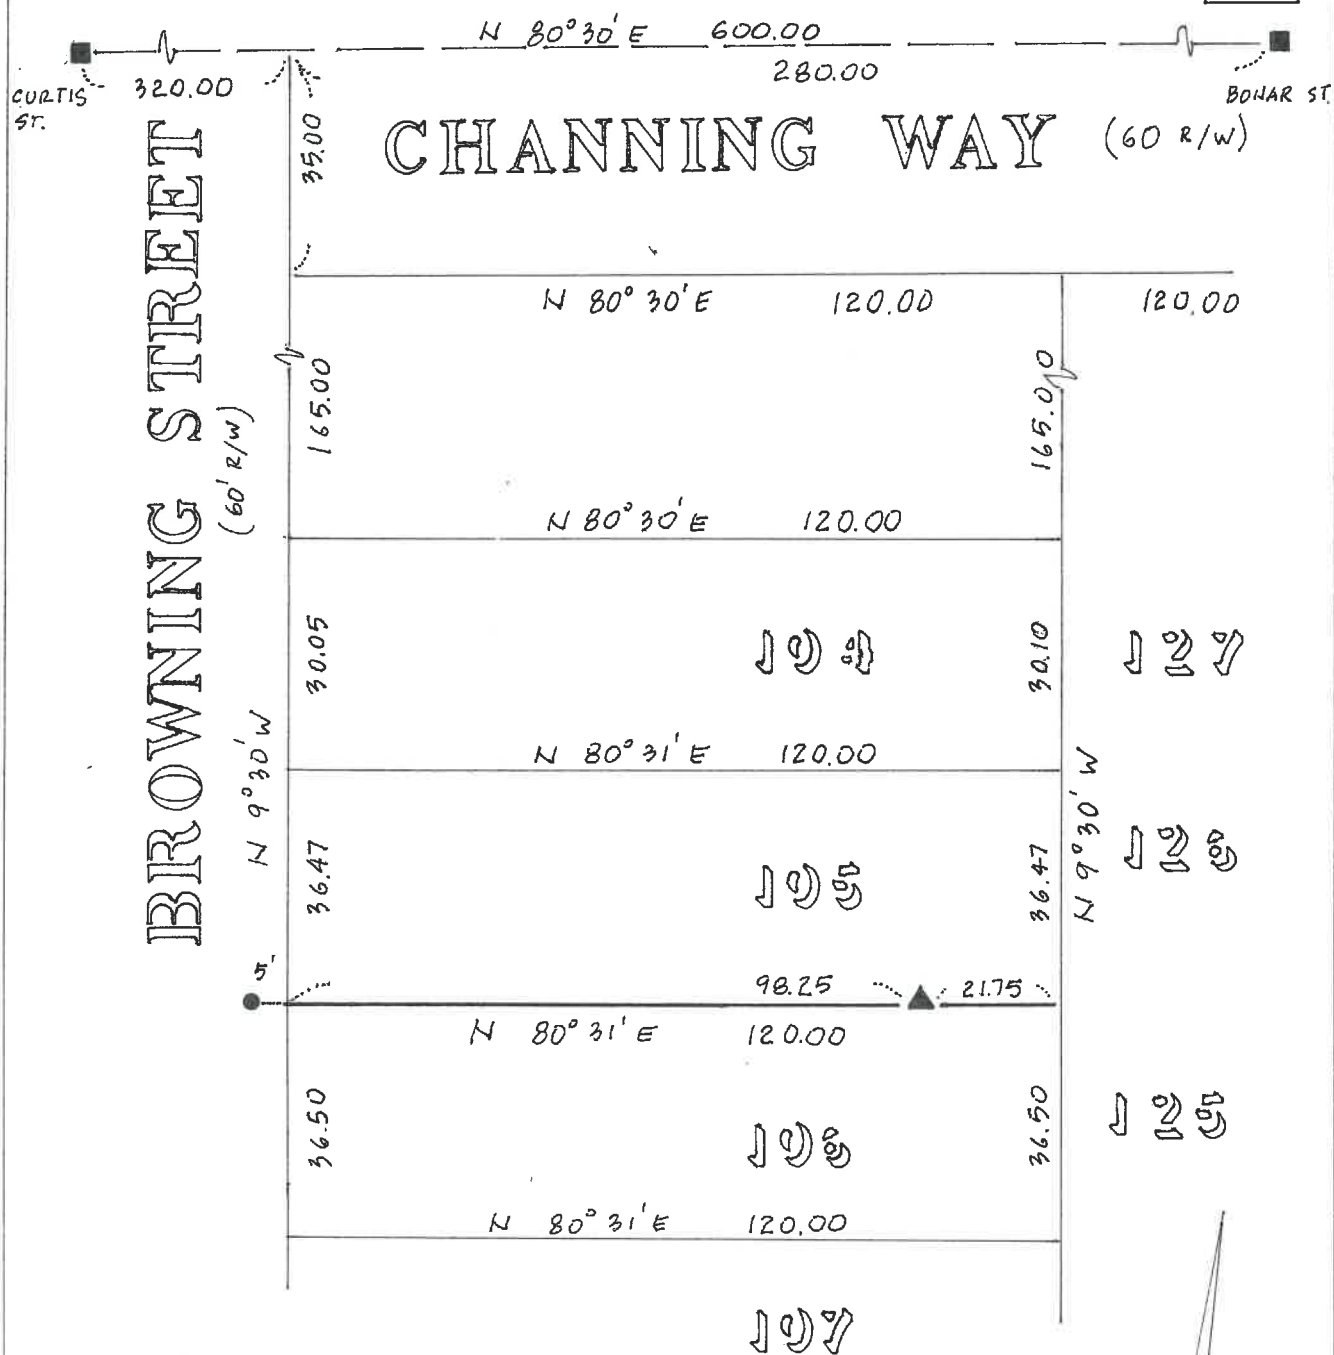 N 80°30' E 600.00
CURTIS ST.
320.00
280.00
BONAR ST.
35.00
CHANNING WAY (60 R/W)
BROWNING STREET
(60' R/W)
N 80° 30' E 120.00
120.00
165.00
165.00
N 80° 30' E 120.00
30.05
104
30.10
127
N 80° 31' E 120.00
N 9°30' W
36.47
105
36.47
N 9°30' W
126
5'
98.25
21.75
N 80° 31' E 120.00
36.50
106
36.50
125
N 80° 31' E 120.00
107